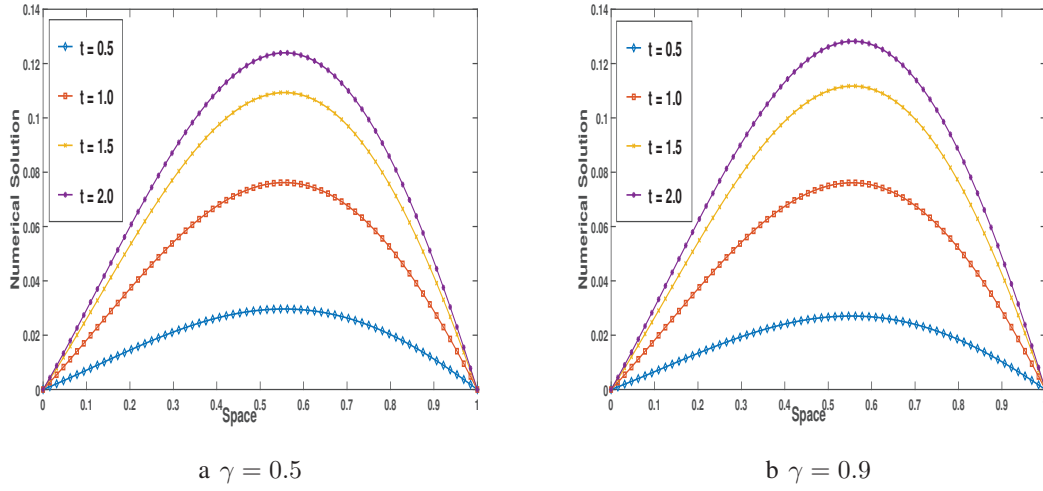 0.14
0.12
0.1
0.08
0.06
0.04
0.02
0
Numerical Solution
t = 0.5
t = 1.0
t = 1.5
t = 2.0
0 0.1 0.2 0.3 0.4 0.5 0.6 0.7 0.8 0.9 1
Space
a γ = 0.5
0.14
0.12
0.1
0.08
0.06
0.04
0.02
0
Numerical Solution
t = 0.5
t = 1.0
t = 1.5
t = 2.0
0 0.1 0.2 0.3 0.4 0.5 0.6 0.7 0.8 0.9
Space
b γ = 0.9